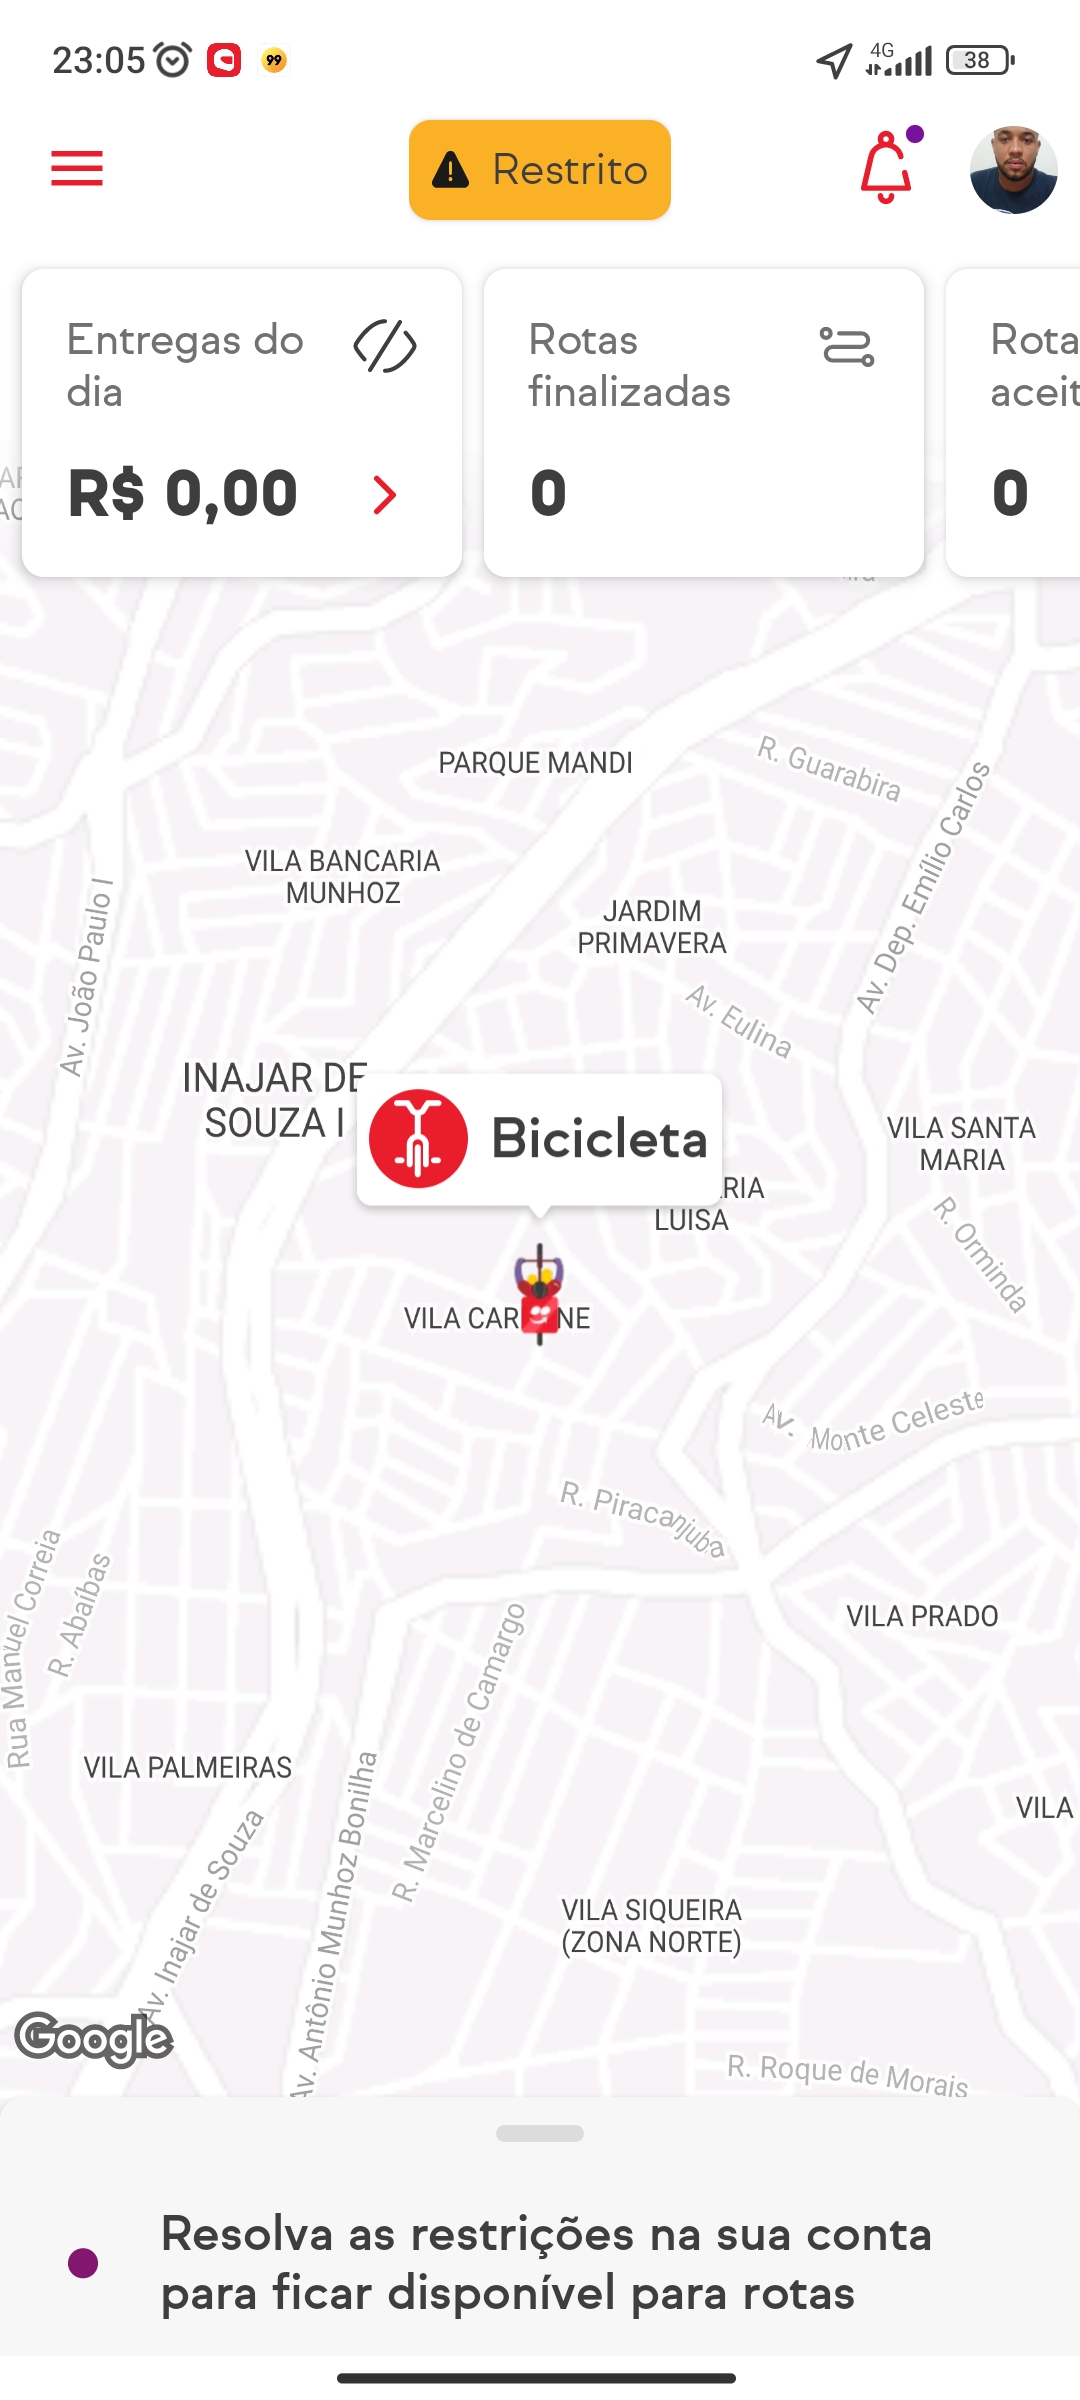 23:05
99
4G
38
Restrito
Entregas do
dia
R$ 0,00
Rotas
finalizadas
0
Rota
aceit
0
PARQUE MANDI
R. Guarabira
Av. Dep. Emílio Carlos
VILA BANCARIA
MUNHOZ
JARDIM
PRIMAVERA
Av. João Paulo I
Av. Eulina
INAJAR DE
SOUZA I
Bicicleta
VILA SANTA
MARIA
RIA
LUISA
R. Orminda
VILA CAR NE
Av. Monte Celeste
R. Piracanjuba
Rua Manuel Correia
R. Abaíbas
R. Marcelino de Camargo
VILA PRADO
VILA PALMEIRAS
VILA
Av. Inajar de Souza
Av. Antônio Munhoz Bonilha
VILA SIQUEIRA
(ZONA NORTE)
Google
R. Roque de Morais
Resolva as restrições na sua conta
para ficar disponível para rotas